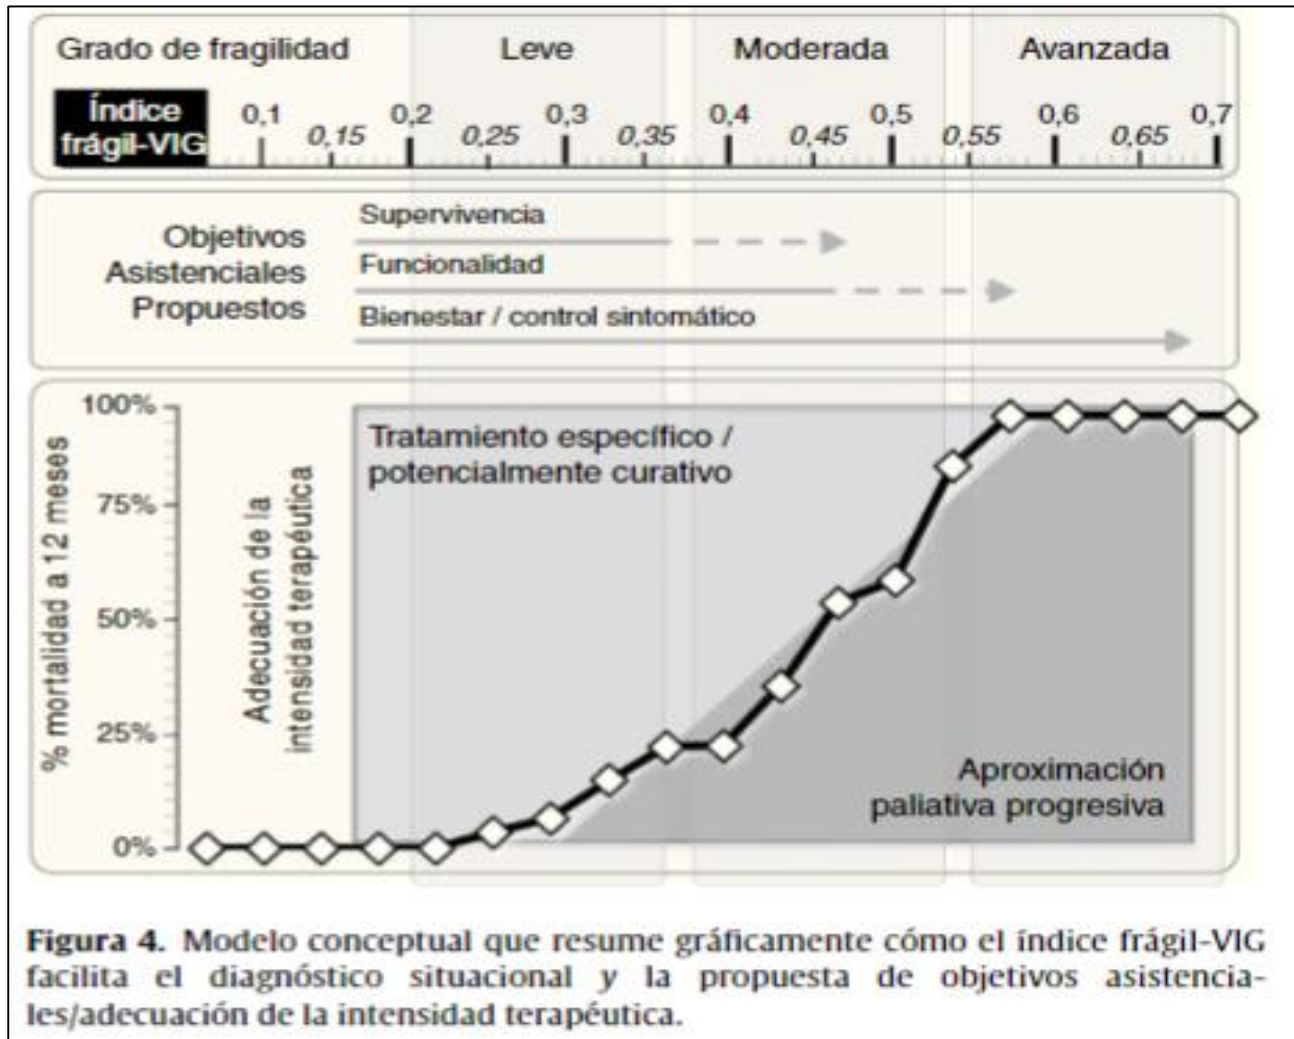 Grado de fragilidad Leve Moderada Avanzada
Índice
frágil-VIG
0,1 0,2 0,3 0,4 0,5 0,6 0,7
0,15 0,25 0,35 0,45 0,55 0,65
Objetivos
Asistenciales
Propuestos
Supervivencia
Funcionalidad
Bienestar / control sintomático
% mortalidad a 12 meses
100%
75%
50%
25%
0%
Adecuación de la
intensidad terapéutica
Tratamiento específico /
potencialmente curativo
Aproximación
paliativa progresiva
Figura 4. Modelo conceptual que resume gráficamente cómo el índice frágil-VIG
facilita el diagnóstico situacional y la propuesta de objetivos asistencia-
les/adecuación de la intensidad terapéutica.